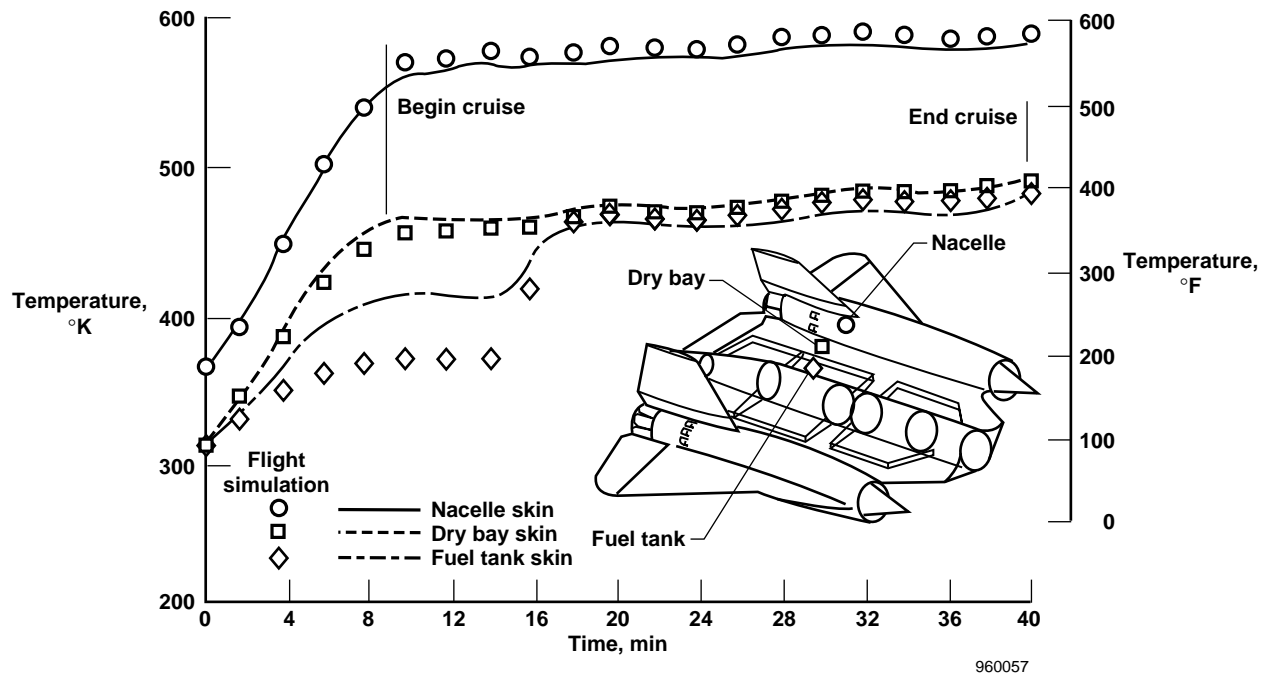 600
500
400
300
200
Temperature,
°K
Begin cruise
End cruise
600
500
400
300
200
100
0
Temperature,
°F
Nacelle
Dry bay
Fuel tank
Flight
simulation
Nacelle skin
Dry bay skin
Fuel tank skin
0 4 8 12 16 20 24 28 32 36 40
Time, min
960057